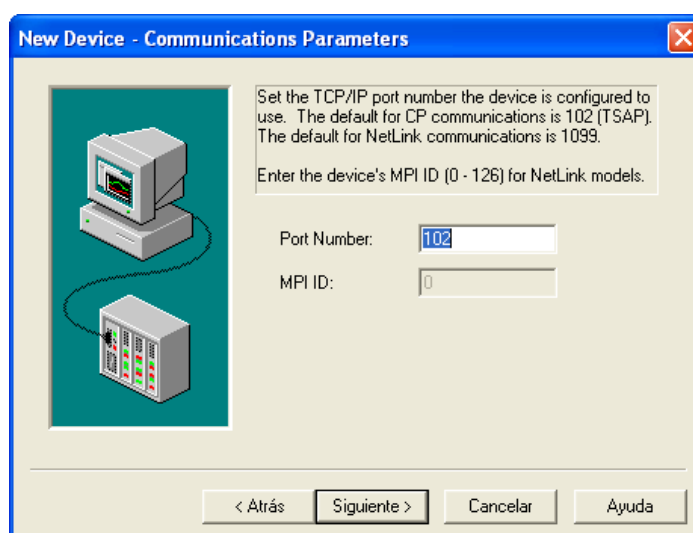 New Device - Communications Parameters
Set the TCP/IP port number the device is configured to
use.  The default for CP communications is 102 (TSAP).
The default for NetLink communications is 1099.
Enter the device's MPI ID (0 - 126) for NetLink models.
Port Number: 102
MPI ID: 0
< Atrás Siguiente > Cancelar Ayuda